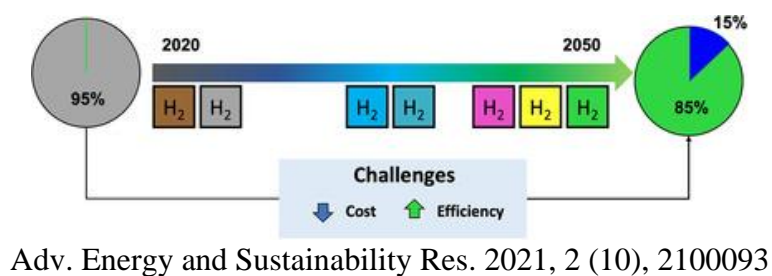 2020
2050
15%
95%
85%
H₂ H₂ H₂ H₂ H₂ H₂ H₂
Challenges
Cost Efficiency
Adv. Energy and Sustainability Res. 2021, 2 (10), 2100093